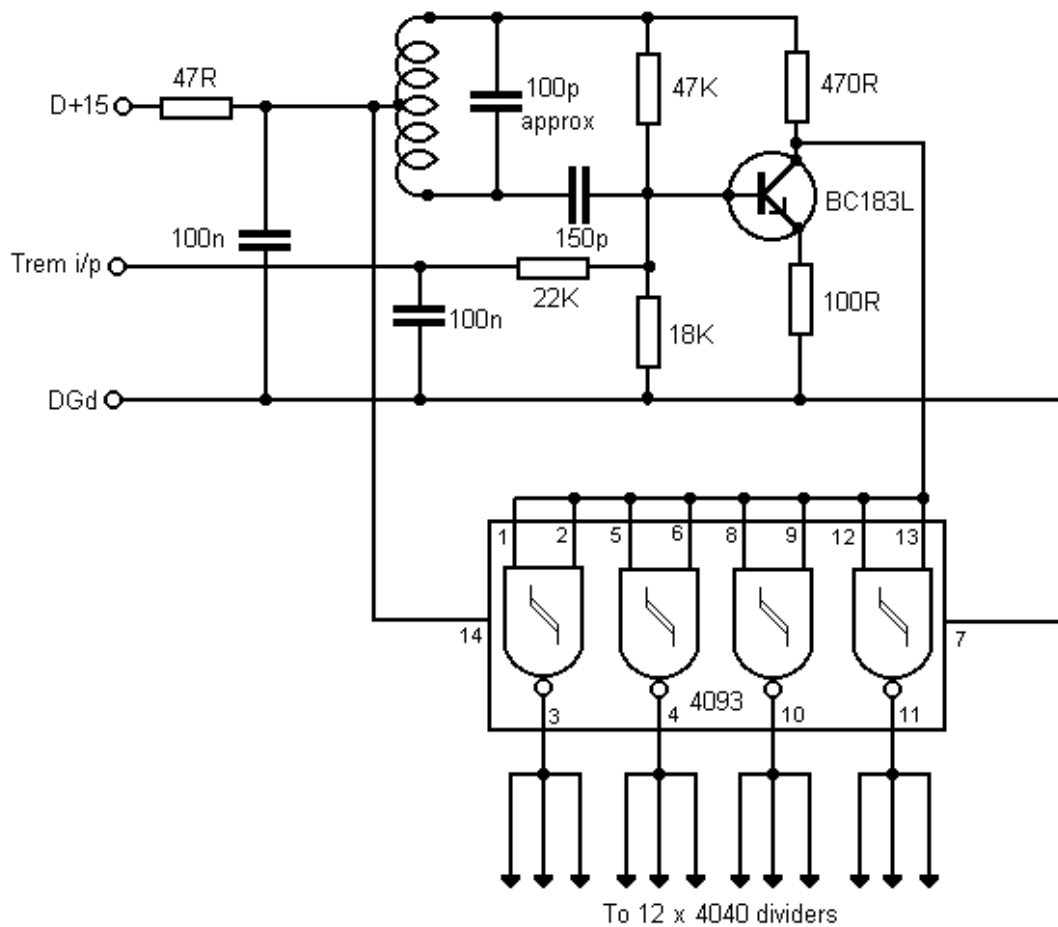 47R
D+15
100p
approx
47K
470R
BC183L
100n
150p
Trem i/p
22K
100n
18K
100R
DGd
1
2
5
6
8
9
12
13
14
7
4093
3
4
10
11
To 12 x 4040 dividers